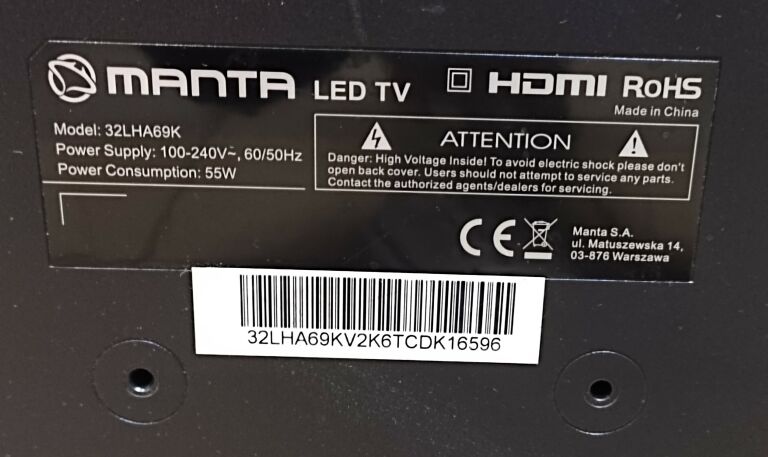 MANTA LED TV HDMI RoHS
Made in China
Model: 32LHA69K
Power Supply: 100-240V~, 60/50Hz
Power Consumption: 55W
ATTENTION
Danger: High Voltage Inside! To avoid electric shock please don't
open back cover. Users should not attempt to service any parts.
Contact the authorized agents/dealers for servicing.
CE
Manta S.A.
ul. Matuszewska 14,
03-876 Warszawa
32LHA69KV2K6TCDK16596